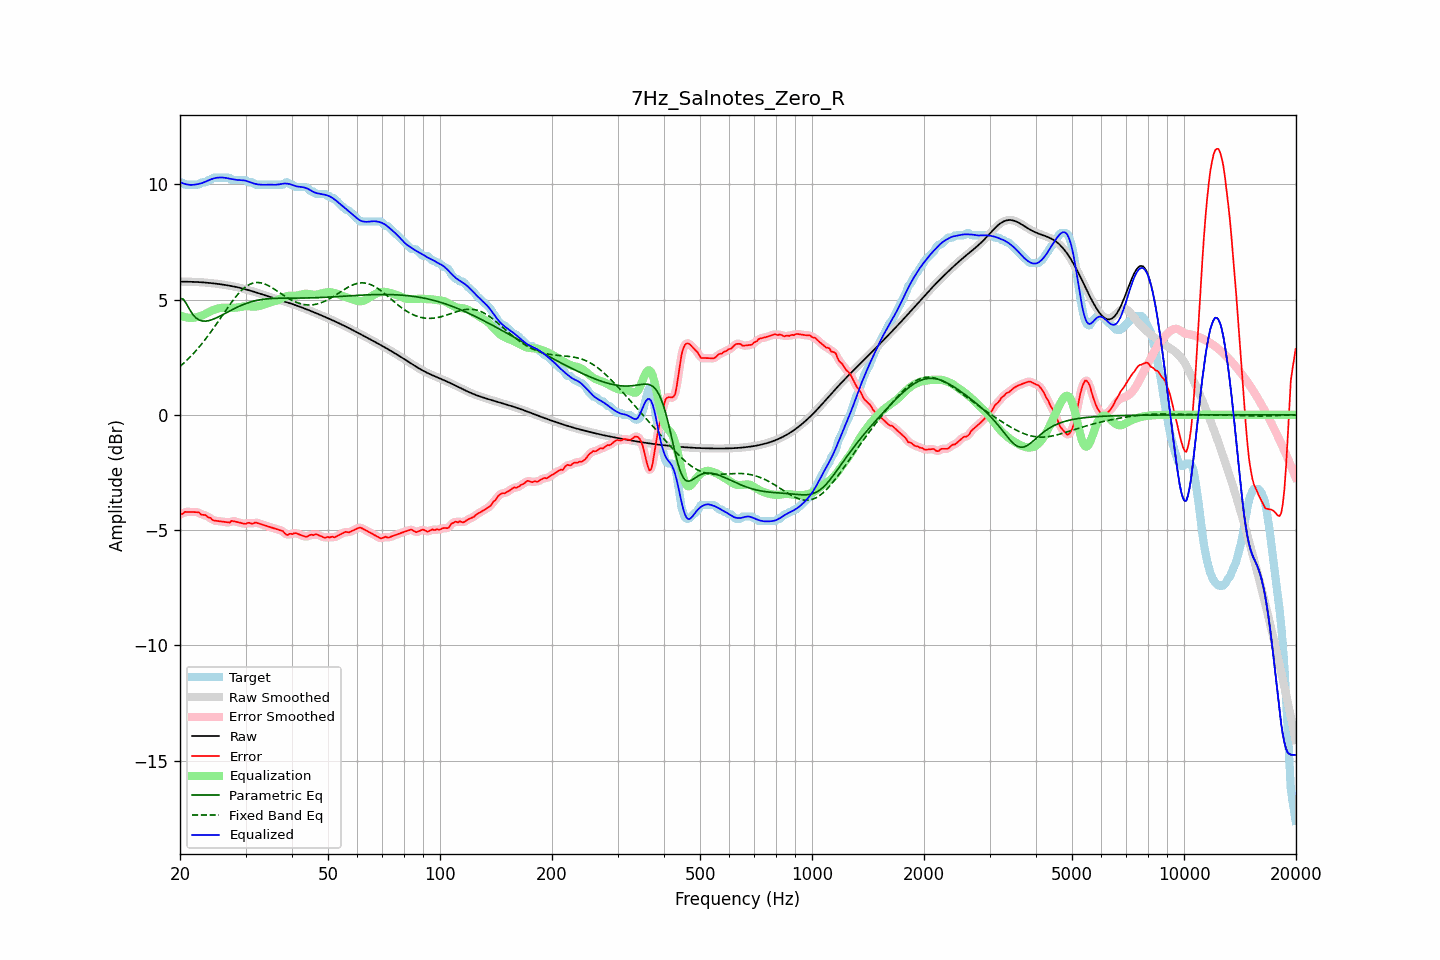 7Hz_Salnotes_Zero_R
Amplitude (dBr)
10
5
0
−5
−10
−15
Target
Raw Smoothed
Error Smoothed
Raw
Error
Equalization
Parametric Eq
Fixed Band Eq
Equalized
20 50 100 200 500 1000 2000 5000 10000 20000
Frequency (Hz)